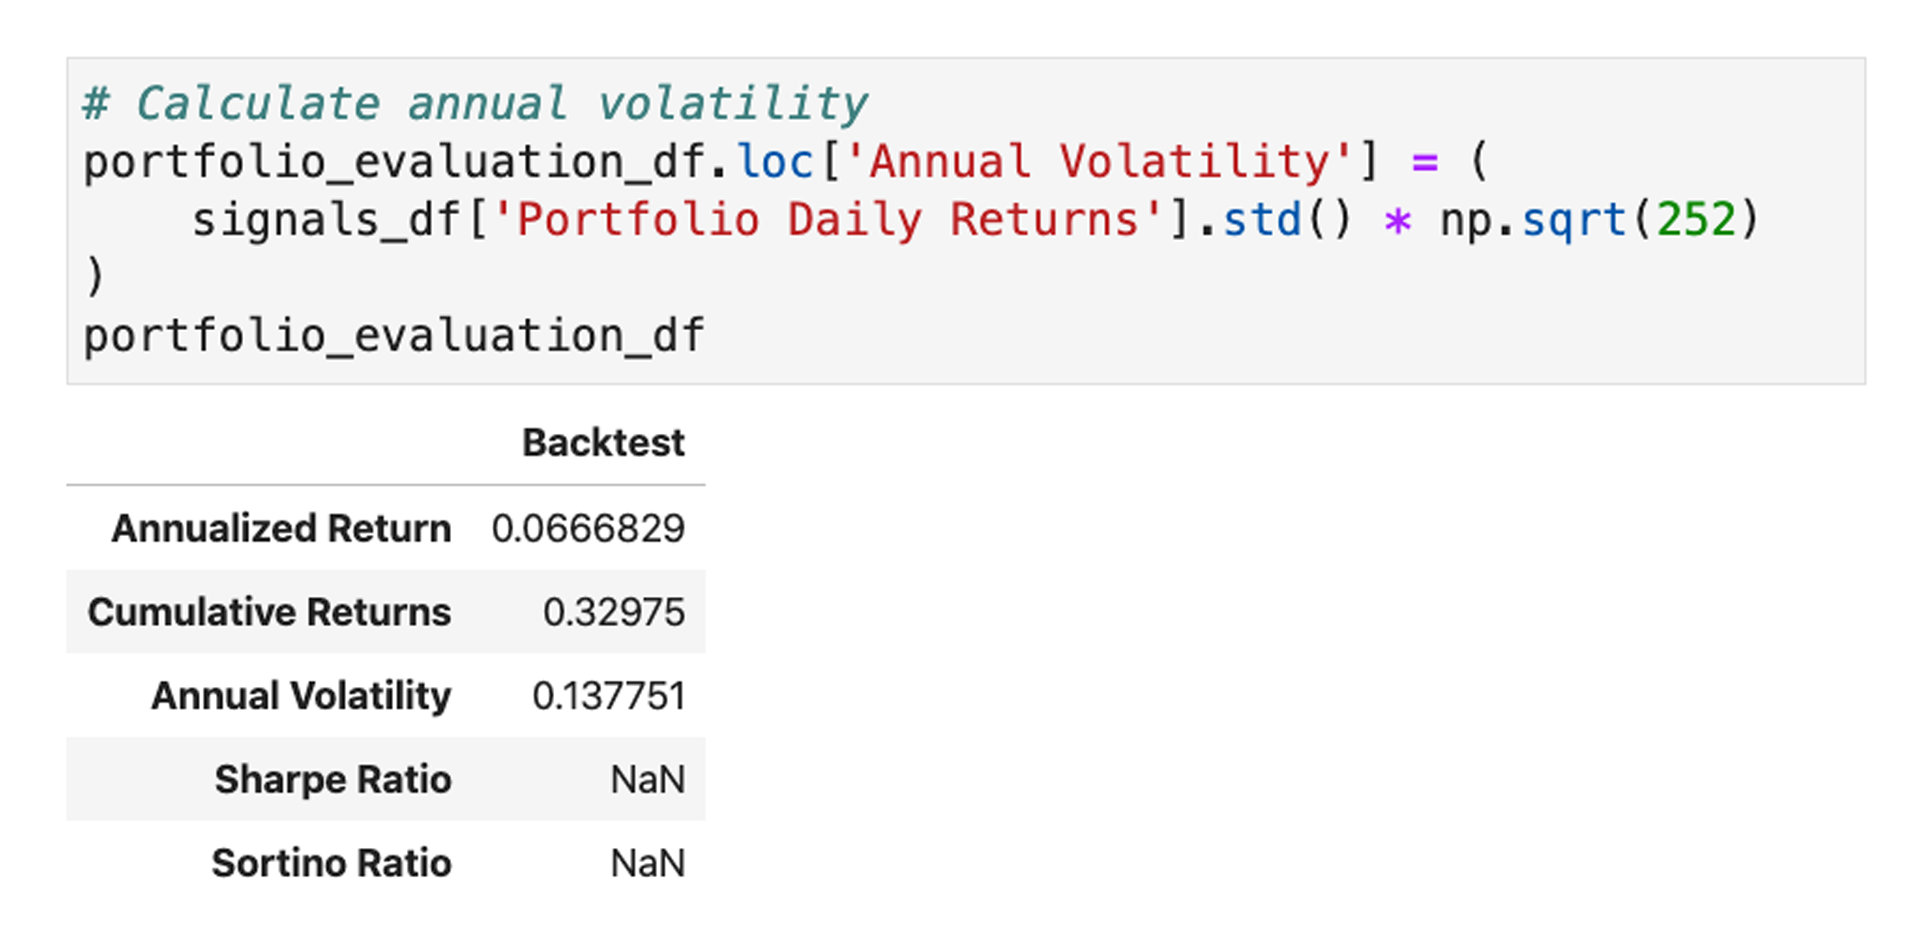 # Calculate annual volatility
portfolio_evaluation_df.loc['Annual Volatility'] = (
    signals_df['Portfolio Daily Returns'].std() * np.sqrt(252)
)
portfolio_evaluation_df
Backtest
Annualized Return 0.0666829
Cumulative Returns 0.32975
Annual Volatility 0.137751
Sharpe Ratio NaN
Sortino Ratio NaN